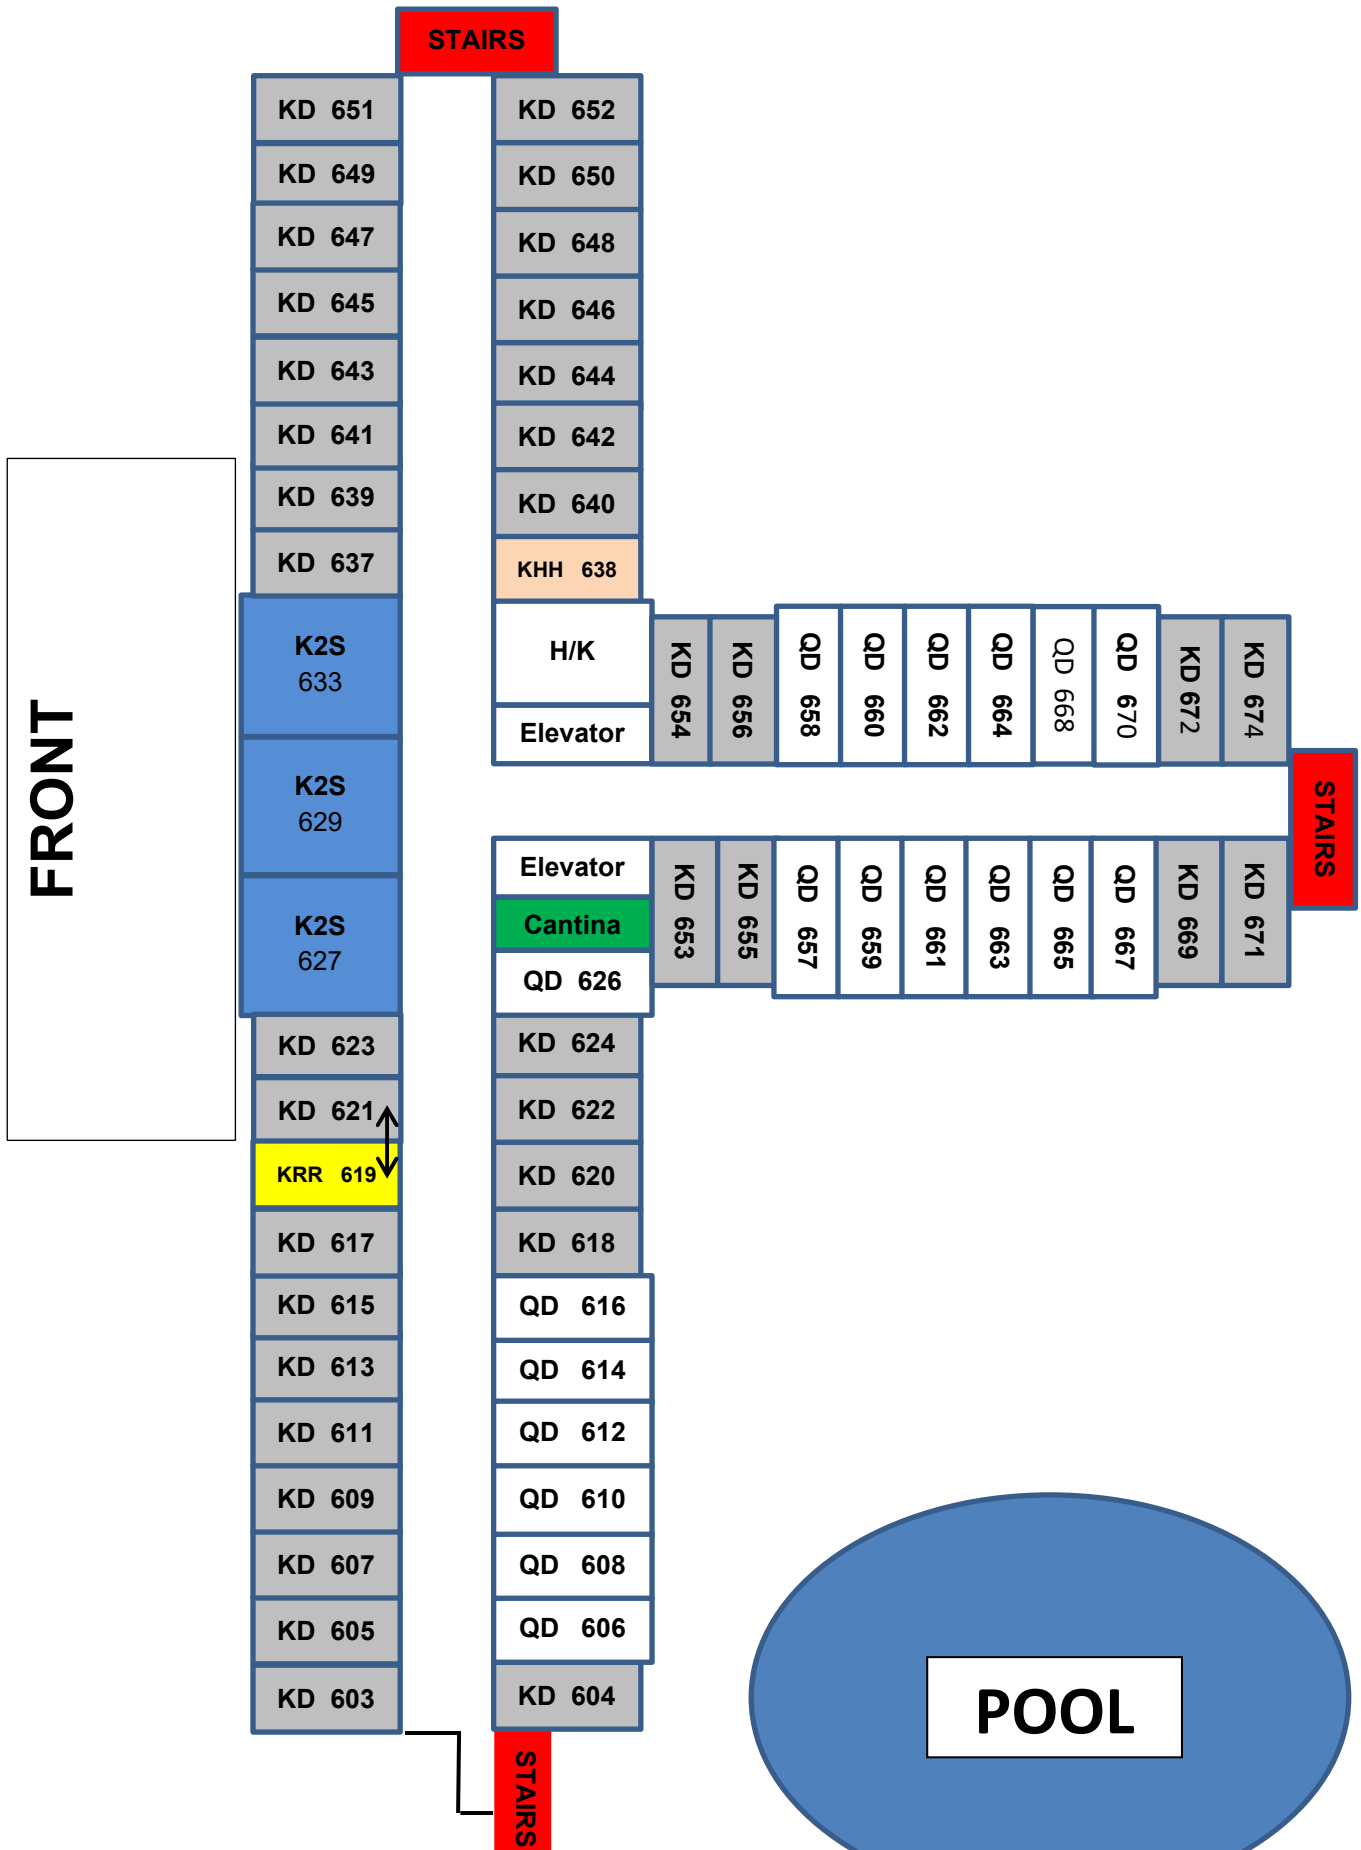 STAIRS
KD 651
KD 652
KD 649
KD 650
KD 647
KD 648
KD 645
KD 646
KD 643
KD 644
KD 641
KD 642
KD 639
KD 640
KD 637
KHH 638
FRONT
K2S
633
H/K
Elevator
KD 654
KD 656
QD 658
QD 660
QD 662
QD 664
QD 668
QD 670
KD 672
KD 674
STAIRS
K2S
629
Elevator
Cantina
KD 653
KD 655
QD 657
QD 659
QD 661
QD 663
QD 665
QD 667
KD 669
KD 671
K2S
627
QD 626
KD 623
KD 624
KD 621
KD 622
KRR 619
KD 620
KD 617
KD 618
KD 615
QD 616
KD 613
QD 614
KD 611
QD 612
KD 609
QD 610
KD 607
QD 608
KD 605
QD 606
KD 603
KD 604
POOL
STAIRS